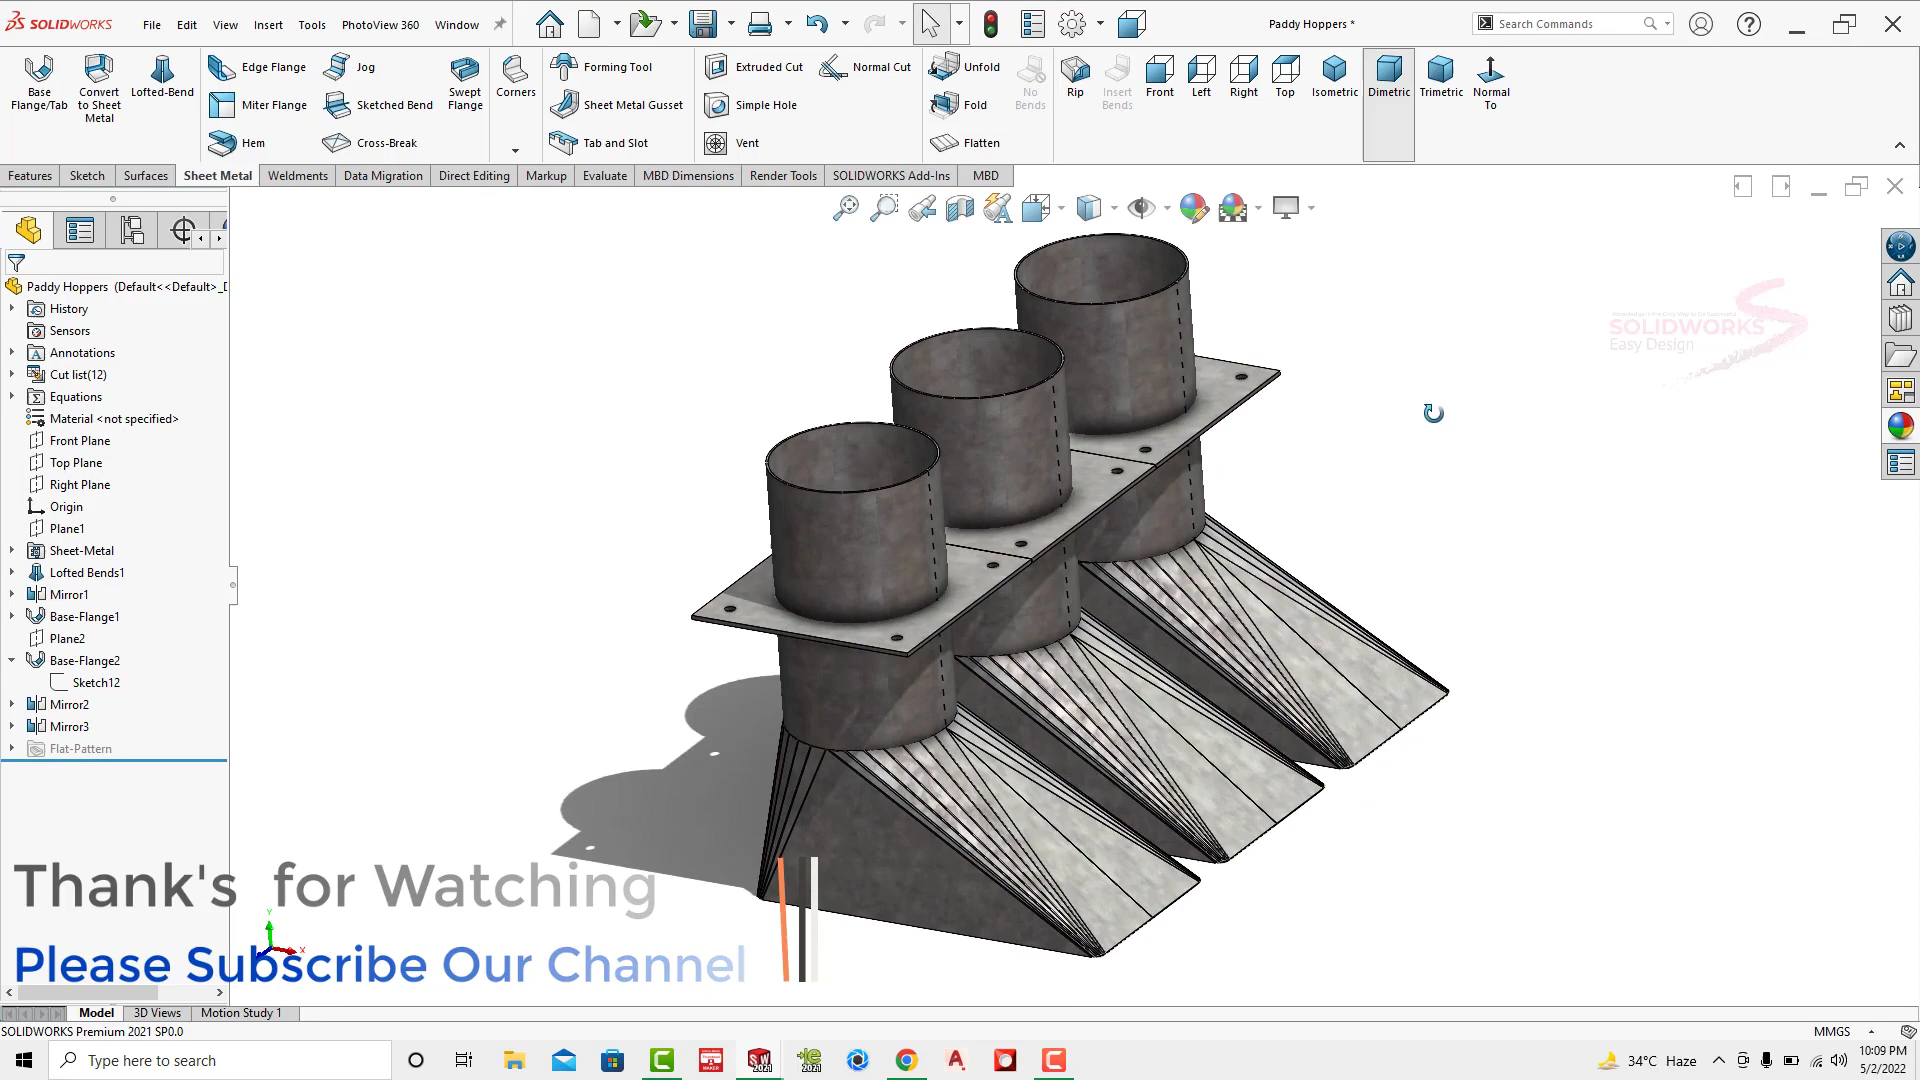 SOLIDWORKS File Edit View Insert Tools PhotoView 360 Window Paddy Hoppers * Search Commands
Base Flange/Tab
Convert to Sheet Metal
Lofted-Bend
Edge Flange
Miter Flange
Hem
Jog
Sketched Bend
Cross-Break
Swept Flange
Corners
Forming Tool
Sheet Metal Gusset
Tab and Slot
Extruded Cut
Simple Hole
Vent
Normal Cut
Unfold
Fold
Flatten
No Bends
Rip
Insert Bends
Front
Left
Right
Top
Isometric
Dimetric
Trimetric
Normal To
Features Sketch Surfaces Sheet Metal Weldments Data Migration Direct Editing Markup Evaluate MBD Dimensions Render Tools SOLIDWORKS Add-Ins MBD
Paddy Hoppers (Default<<Default>_D
History
Sensors
Annotations
Cut list(12)
Equations
Material <not specified>
Front Plane
Top Plane
Right Plane
Origin
Plane1
Sheet-Metal
Lofted Bends1
Mirror1
Base-Flange1
Plane2
Base-Flange2
Sketch12
Mirror2
Mirror3
Flat-Pattern
SOLIDWORKS
Easy Design
Thank's for Watching
Please Subscribe Our Channel
Y
X
Model 3D Views Motion Study 1
SOLIDWORKS Premium 2021 SP0.0 MMGS
Type here to search 34°C Haze 10:09 PM
5/2/2022